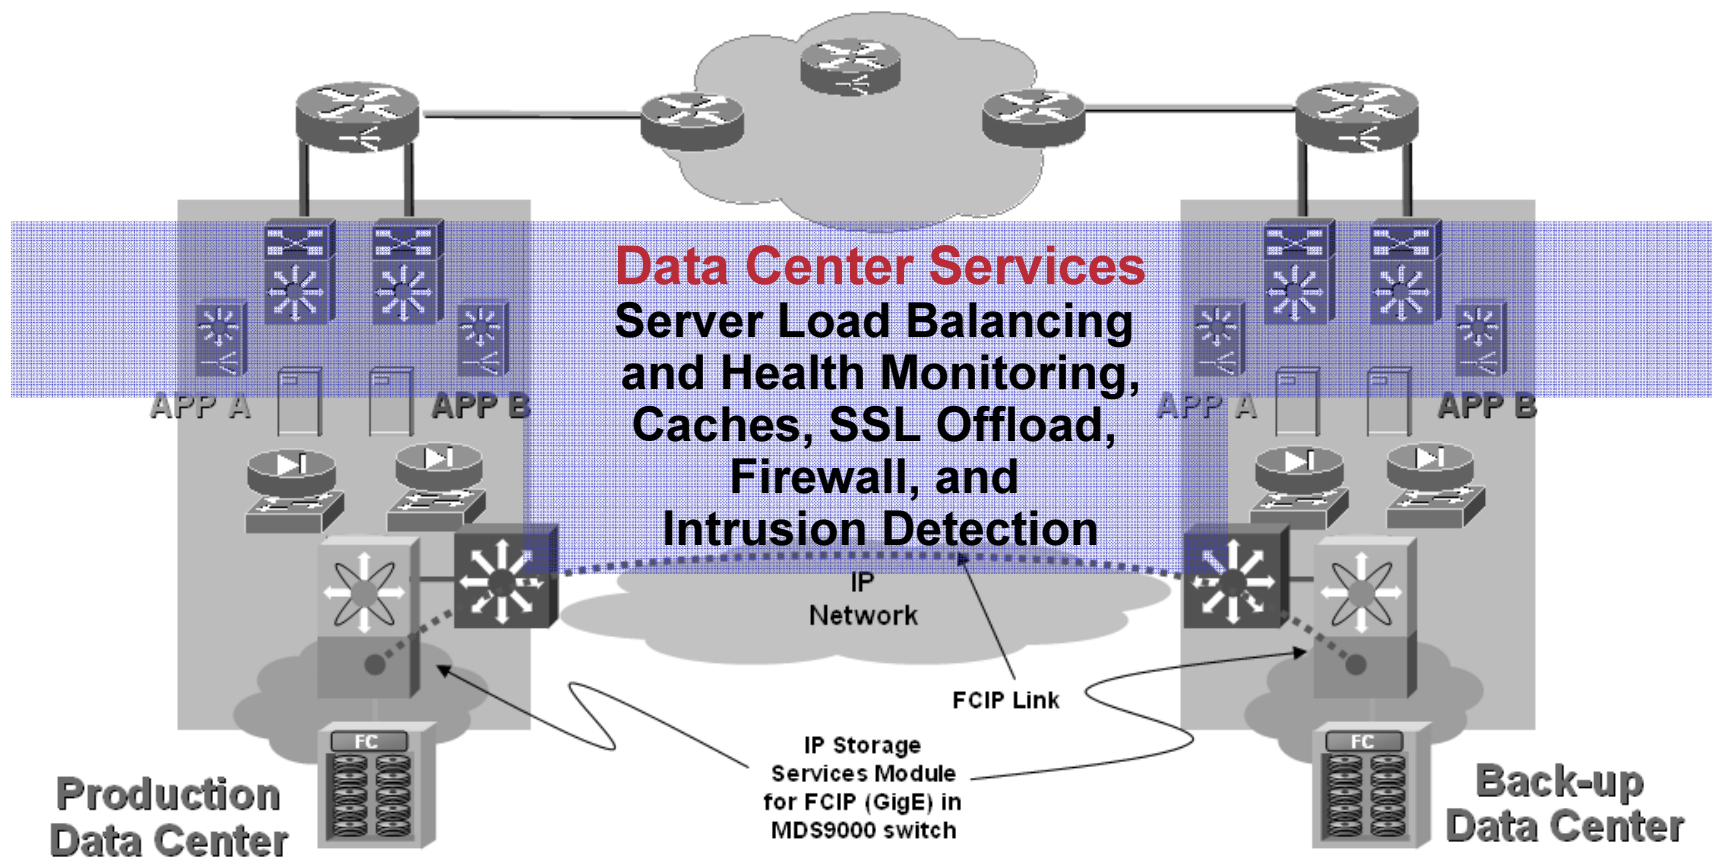 Data Center Services
Server Load Balancing
and Health Monitoring,
Caches, SSL Offload,
Firewall, and
Intrusion Detection
APP A
APP B
APP A
APP B
IP
Network
FCIP Link
IP Storage
Services Module
for FCIP (GigE) in
MDS9000 switch
FC
FC
Production
Data Center
Back-up
Data Center